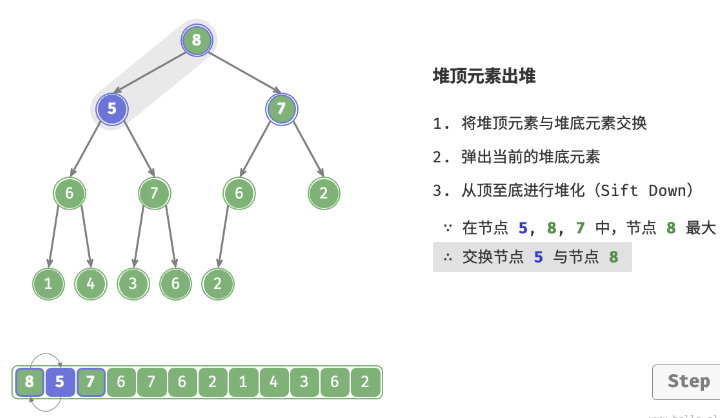 8
堆顶元素出堆
5
7
1. 将堆顶元素与堆底元素交换
2. 弹出当前的堆底元素
6
7
6
2
3. 从顶至底进行堆化（Sift Down）
∵ 在节点 5, 8, 7 中，节点 8 最大
∴ 交换节点 5 与节点 8
1
4
3
6
2
8 5 7 6 7 6 2 1 4 3 6 2
Step